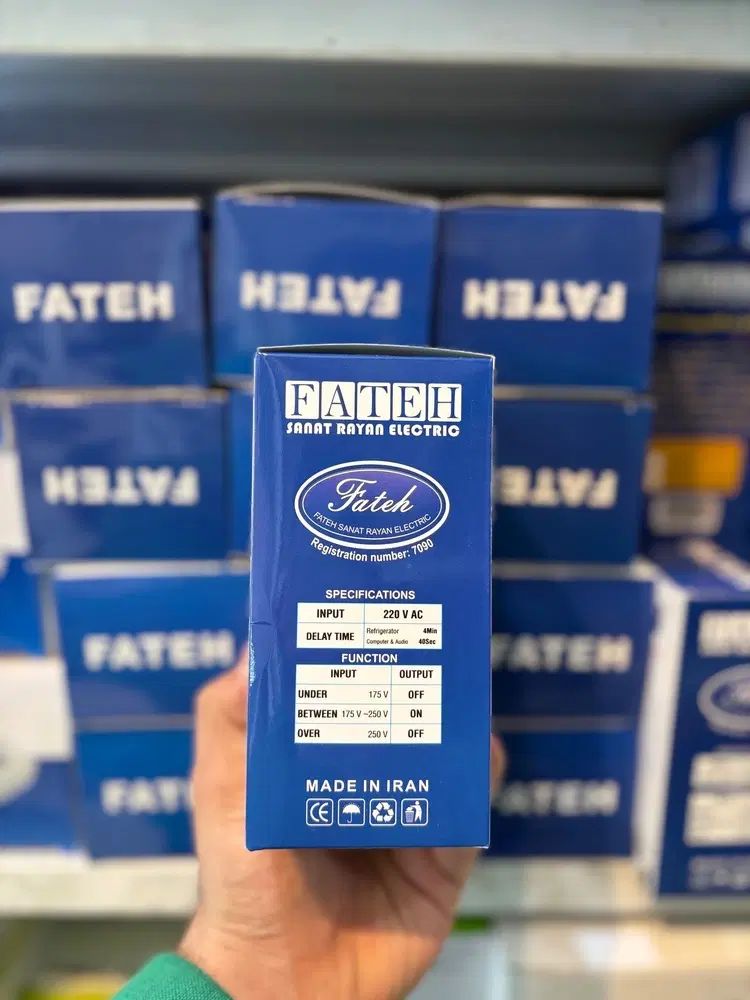 FATEH
FATEH
FATEH
FATEH
FATEH
FATEH
FATEH
FATEH
SANAT RAYAN ELECTRIC
Fateh
FATEH SANAT RAYAN ELECTRIC
Registration number: 7090
SPECIFICATIONS
INPUT 220 V AC
DELAY TIME Refrigerator 4Min
Computer & Audio 40Sec
FUNCTION
INPUT OUTPUT
UNDER 175 V OFF
BETWEEN 175 V ~250 V ON
OVER 250 V OFF
MADE IN IRAN
CE